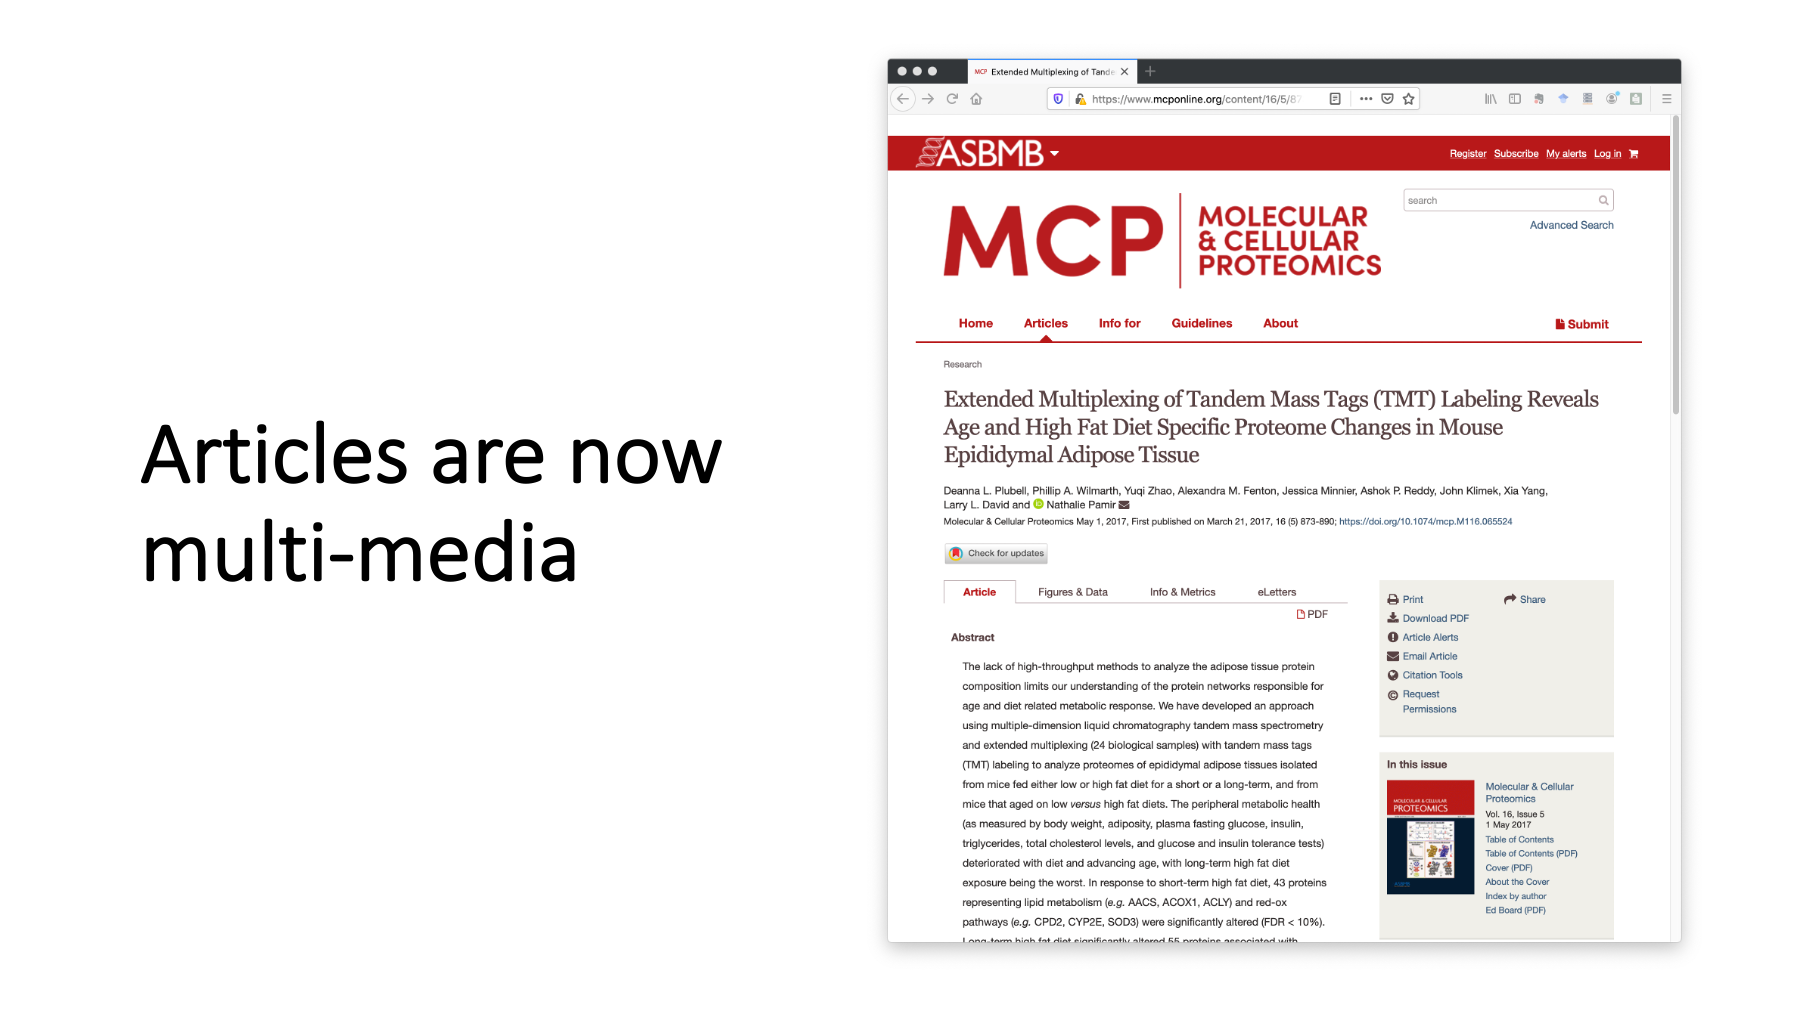 Articles are now
multi-media
MCP Extended Multiplexing of Tande
https://www.mcponline.org/content/16/5/87
ASBMB
Register Subscribe My alerts Log in
MCP
MOLECULAR
& CELLULAR
PROTEOMICS
search
Advanced Search
Home Articles Info for Guidelines About Submit
Research
Extended Multiplexing of Tandem Mass Tags (TMT) Labeling Reveals
Age and High Fat Diet Specific Proteome Changes in Mouse
Epididymal Adipose Tissue
Deanna L. Plubell, Phillip A. Wilmarth, Yuqi Zhao, Alexandra M. Fenton, Jessica Minnier, Ashok P. Reddy, John Klimek, Xia Yang,
Larry L. David and iD Nathalie Pamir
Molecular & Cellular Proteomics May 1, 2017, First published on March 21, 2017, 16 (5) 873-890; https://doi.org/10.1074/mcp.M116.065524
Check for updates
Article Figures & Data Info & Metrics eLetters
PDF
Abstract
The lack of high-throughput methods to analyze the adipose tissue protein
composition limits our understanding of the protein networks responsible for
age and diet related metabolic response. We have developed an approach
using multiple-dimension liquid chromatography tandem mass spectrometry
and extended multiplexing (24 biological samples) with tandem mass tags
(TMT) labeling to analyze proteomes of epididymal adipose tissues isolated
from mice fed either low or high fat diet for a short or a long-term, and from
mice that aged on low versus high fat diets. The peripheral metabolic health
(as measured by body weight, adiposity, plasma fasting glucose, insulin,
triglycerides, total cholesterol levels, and glucose and insulin tolerance tests)
deteriorated with diet and advancing age, with long-term high fat diet
exposure being the worst. In response to short-term high fat diet, 43 proteins
representing lipid metabolism (e.g. AACS, ACOX1, ACLY) and red-ox
pathways (e.g. CPD2, CYP2E, SOD3) were significantly altered (FDR < 10%).
Long-term high fat diet significantly altered 55 proteins associated with
Print
Share
Download PDF
Article Alerts
Email Article
Citation Tools
Request
Permissions
In this issue
MOLECULAR & CELLULAR
PROTEOMICS
Molecular & Cellular
Proteomics
Vol. 16, Issue 5
1 May 2017
Table of Contents
Table of Contents (PDF)
Cover (PDF)
About the Cover
Index by author
Ed Board (PDF)